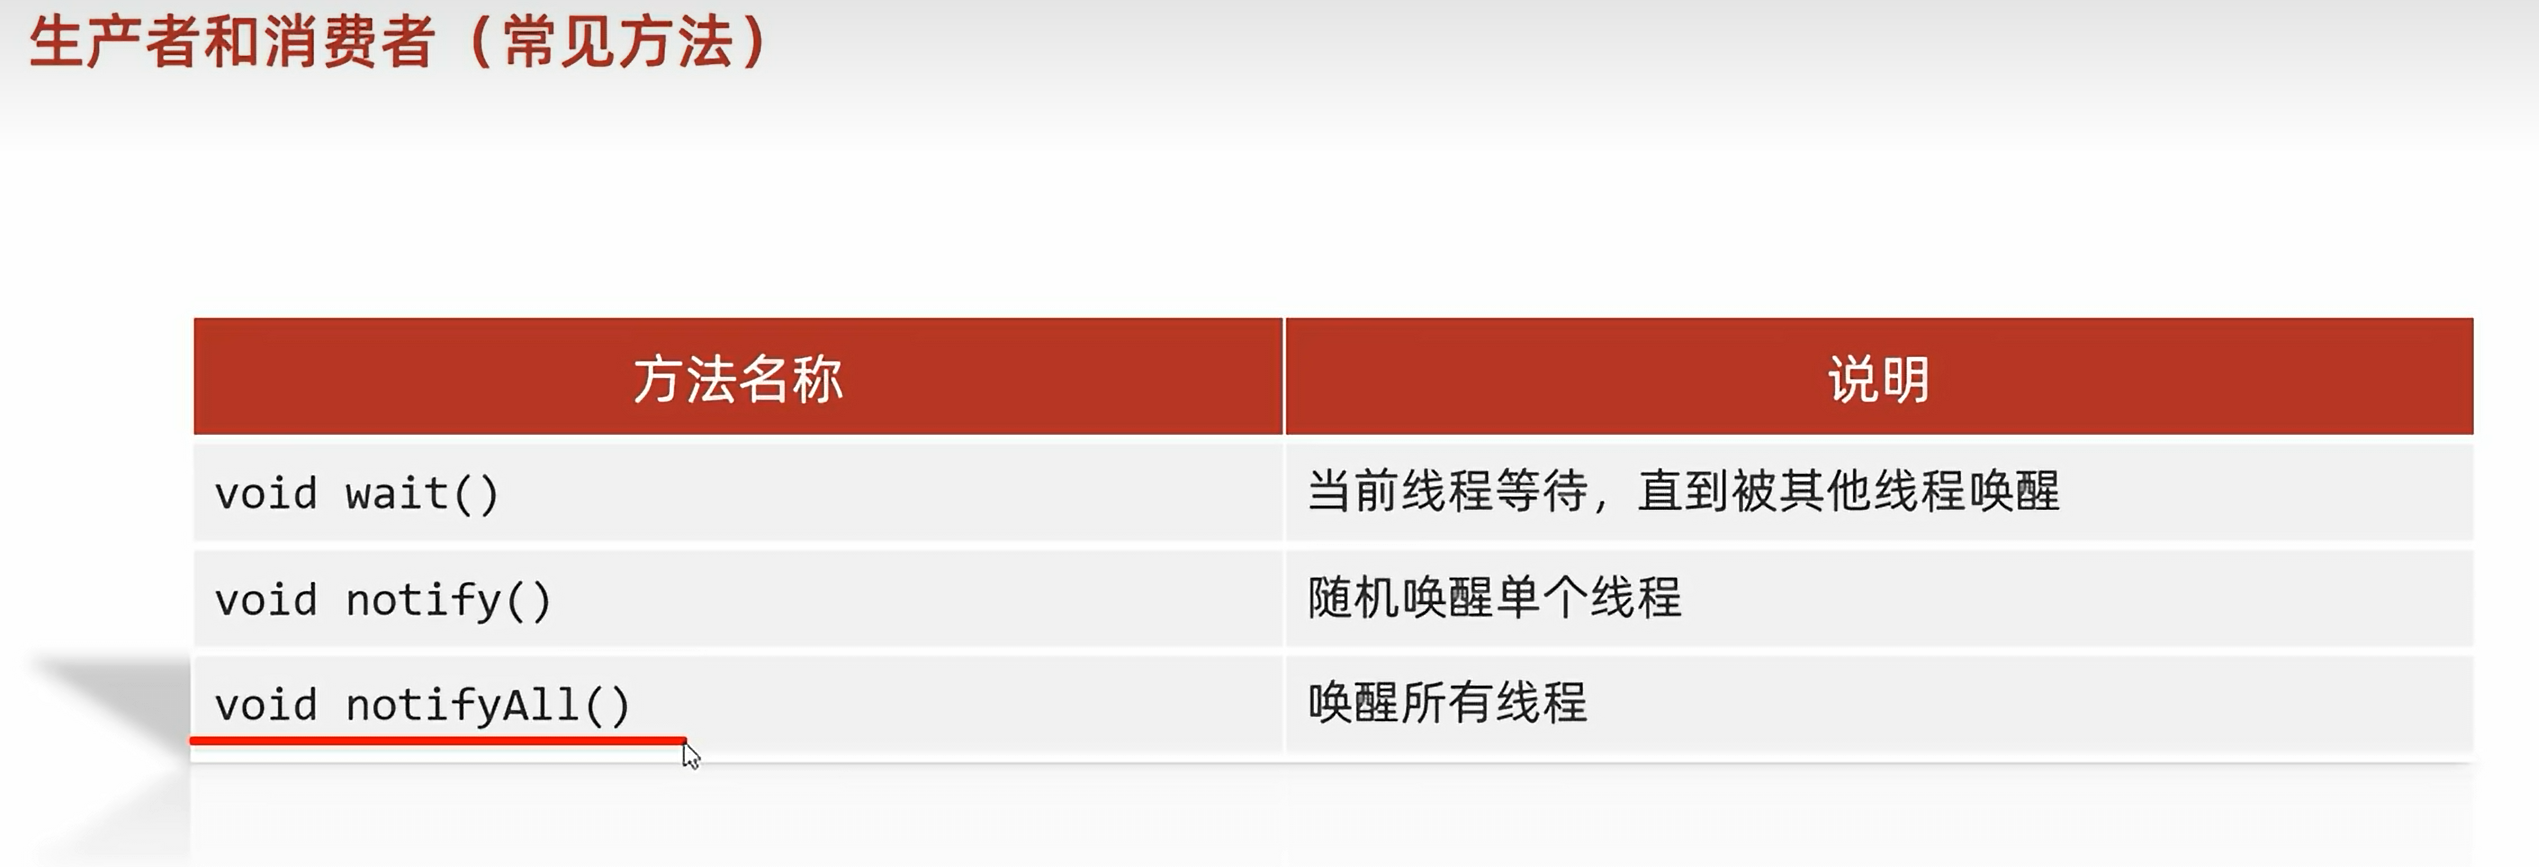 生产者和消费者（常见方法）
方法名称 说明
void wait() 当前线程等待，直到被其他线程唤醒
void notify() 随机唤醒单个线程
void notifyAll() 唤醒所有线程